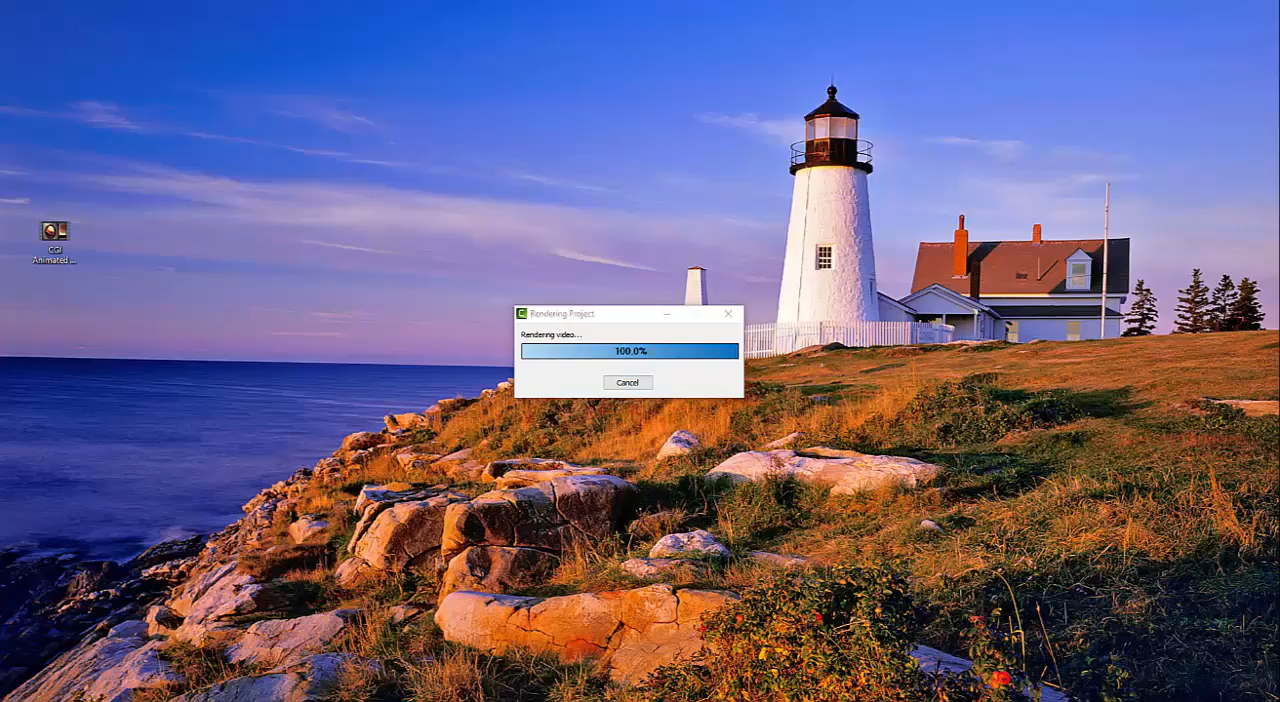 CGI
Animated ...
Rendering Project
Rendering video...
100.0%
Cancel